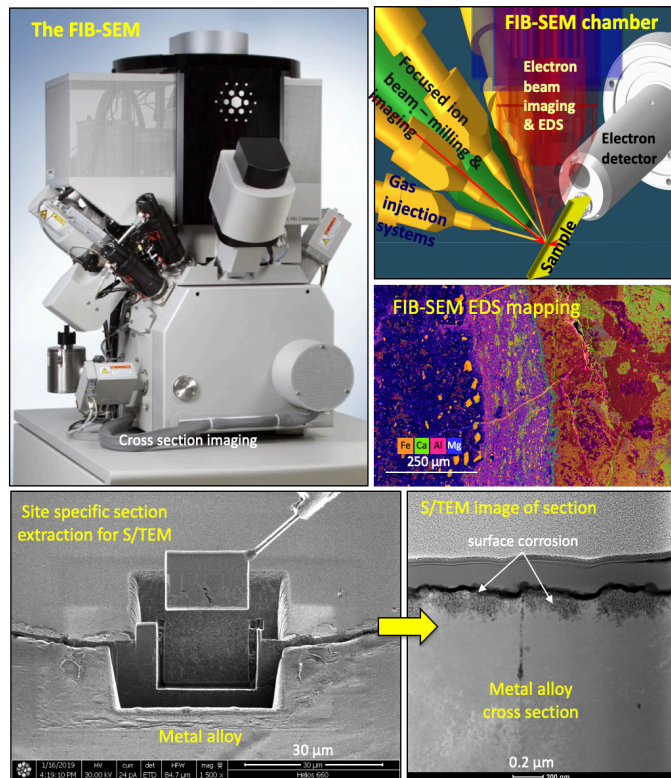 The FIB-SEM
Cross section imaging
FIB-SEM chamber
Focused ion
beam – milling &
imaging
Electron
beam
imaging
& EDS
Electron
detector
Gas
injection
systems
Sample
FIB-SEM EDS mapping
Fe Ca Al Mg
250 µm
Site specific section
extraction for S/TEM
Metal alloy
30 µm
1/16/2019
4:19:10 PM
HV
30.00 kV
curr
24 pA
det
ETD
HFW
84.7 µm
mag
1 500 x
30 µm
Helios 660
S/TEM image of section
surface corrosion
Metal alloy
cross section
0.2 µm
200 nm